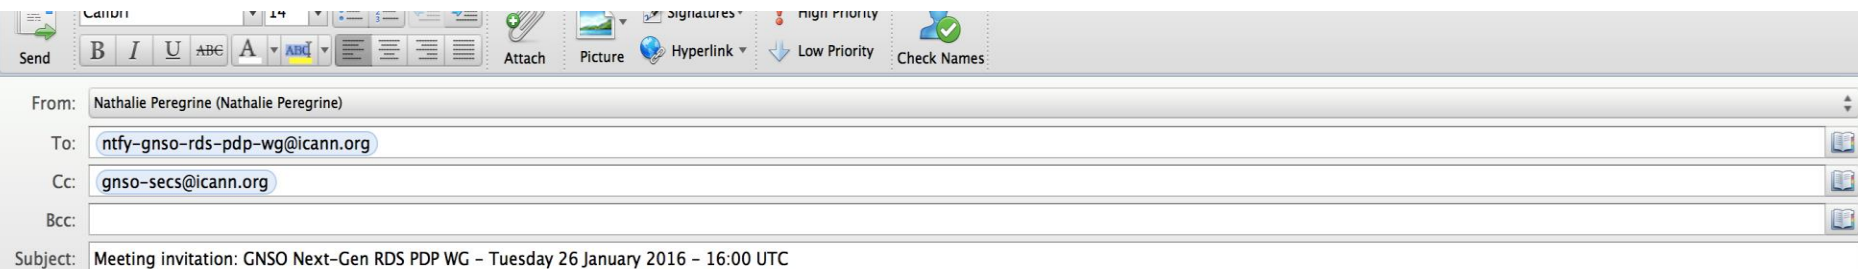 Calibri 14 Signatures High Priority
Send B I U ABC A ABC Attach Picture Hyperlink Low Priority Check Names
From: Nathalie Peregrine (Nathalie Peregrine)
To: ntfy-gnso-rds-pdp-wg@icann.org
Cc: gnso-secs@icann.org
Bcc:
Subject: Meeting invitation: GNSO Next-Gen RDS PDP WG - Tuesday 26 January 2016 - 16:00 UTC